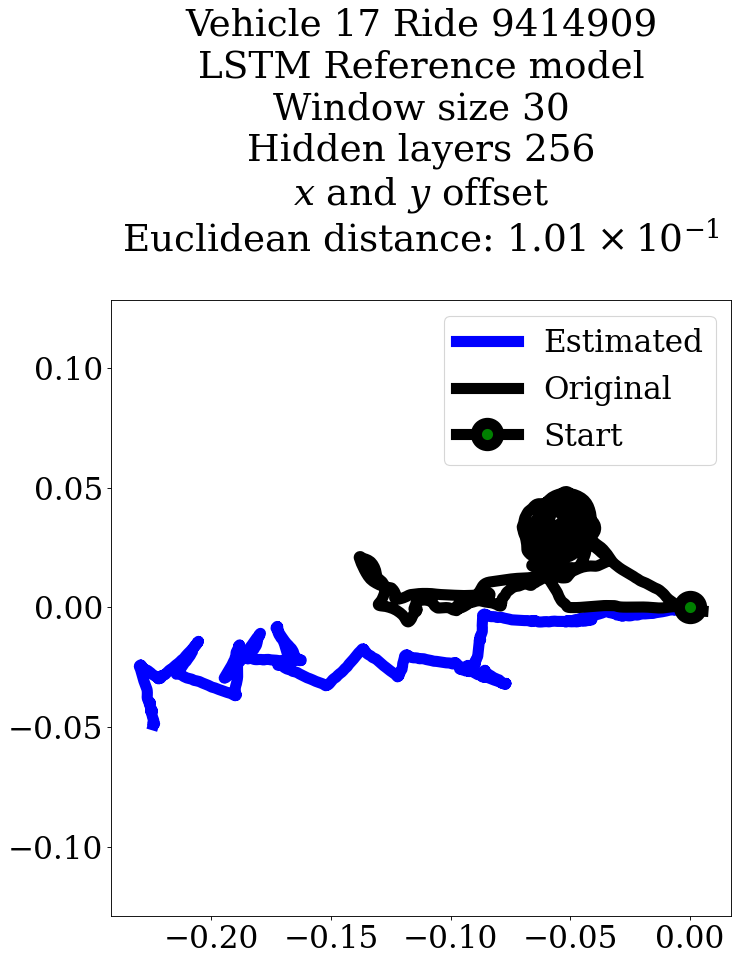 Vehicle 17 Ride 9414909
LSTM Reference model
Window size 30
Hidden layers 256
x and y offset
Euclidean distance: 1.01 × 10⁻¹
Estimated
Original
Start
0.10
0.05
0.00
−0.05
−0.10
−0.20 −0.15 −0.10 −0.05 0.00